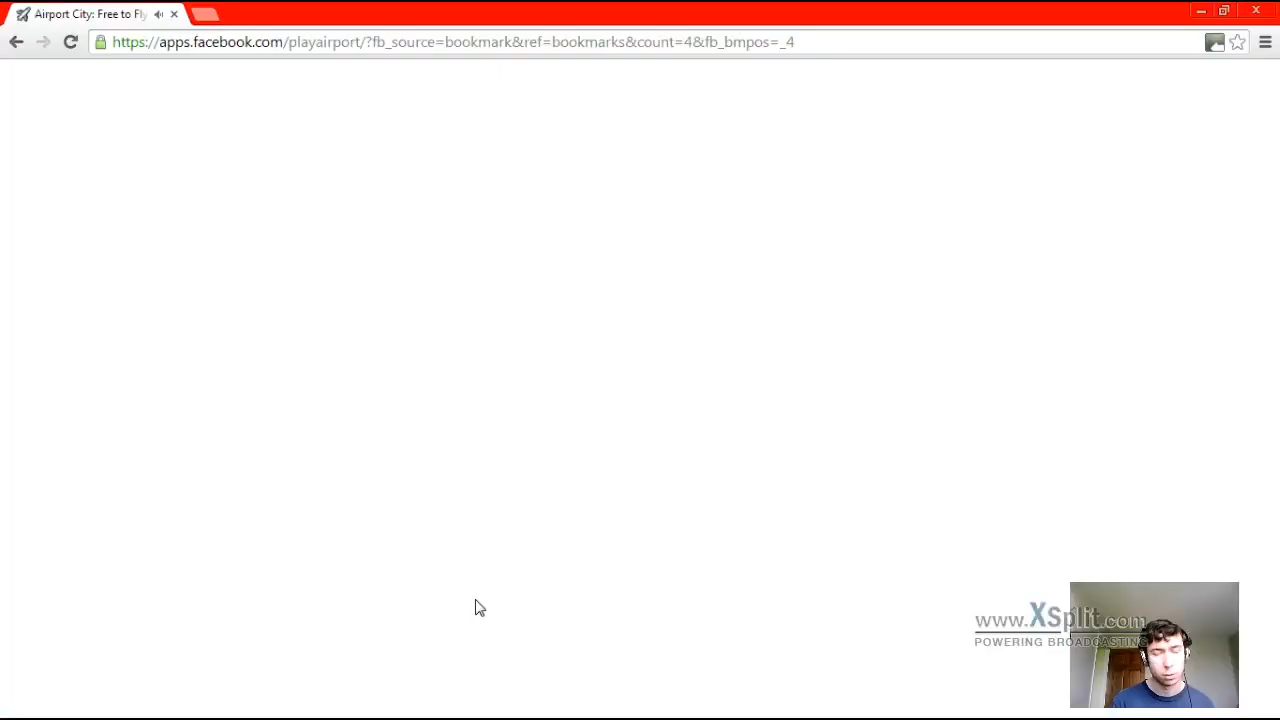 Airport City: Free to Fly
https://apps.facebook.com/playairport/?fb_source=bookmark&ref=bookmarks&count=4&fb_bmpos=_4
www.XSplit.com
POWERING BROADCASTING